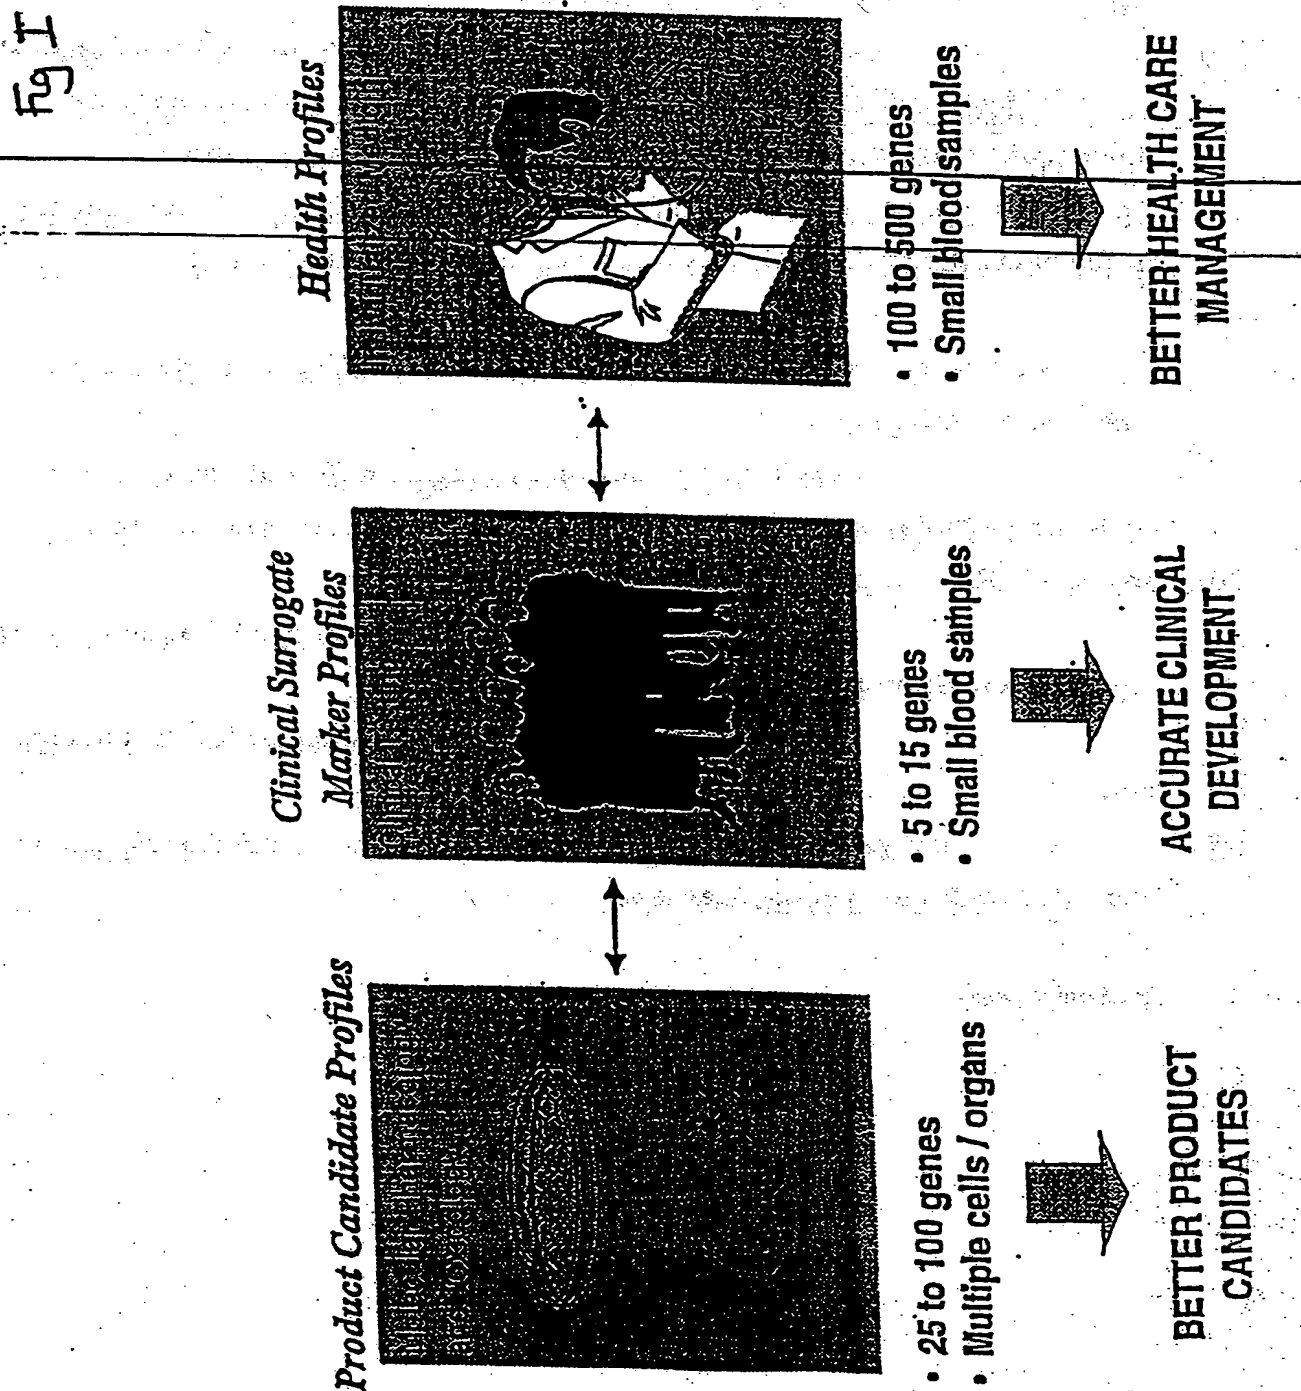 Fig I
Product Candidate Profiles
• 25 to 100 genes
• Multiple cells / organs
BETTER PRODUCT
CANDIDATES
Clinical Surrogate
Marker Profiles
• 5 to 15 genes
• Small blood samples
ACCURATE CLINICAL
DEVELOPMENT
Health Profiles
• 100 to 500 genes
• Small blood samples
BETTER HEALTH CARE
MANAGEMENT